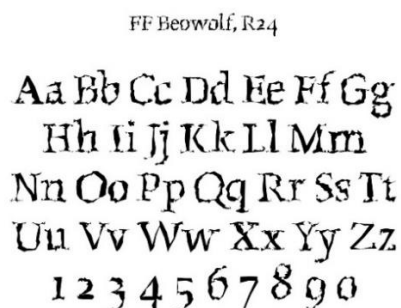 FF Beowolf, R24
Aa Bb Cc Dd Ee Ff Gg
Hh Ii Jj Kk Ll Mm
Nn Oo Pp Qq Rr Ss Tt
Uu Vv Ww Xx Yy Zz
1 2 3 4 5 6 7 8 9 0